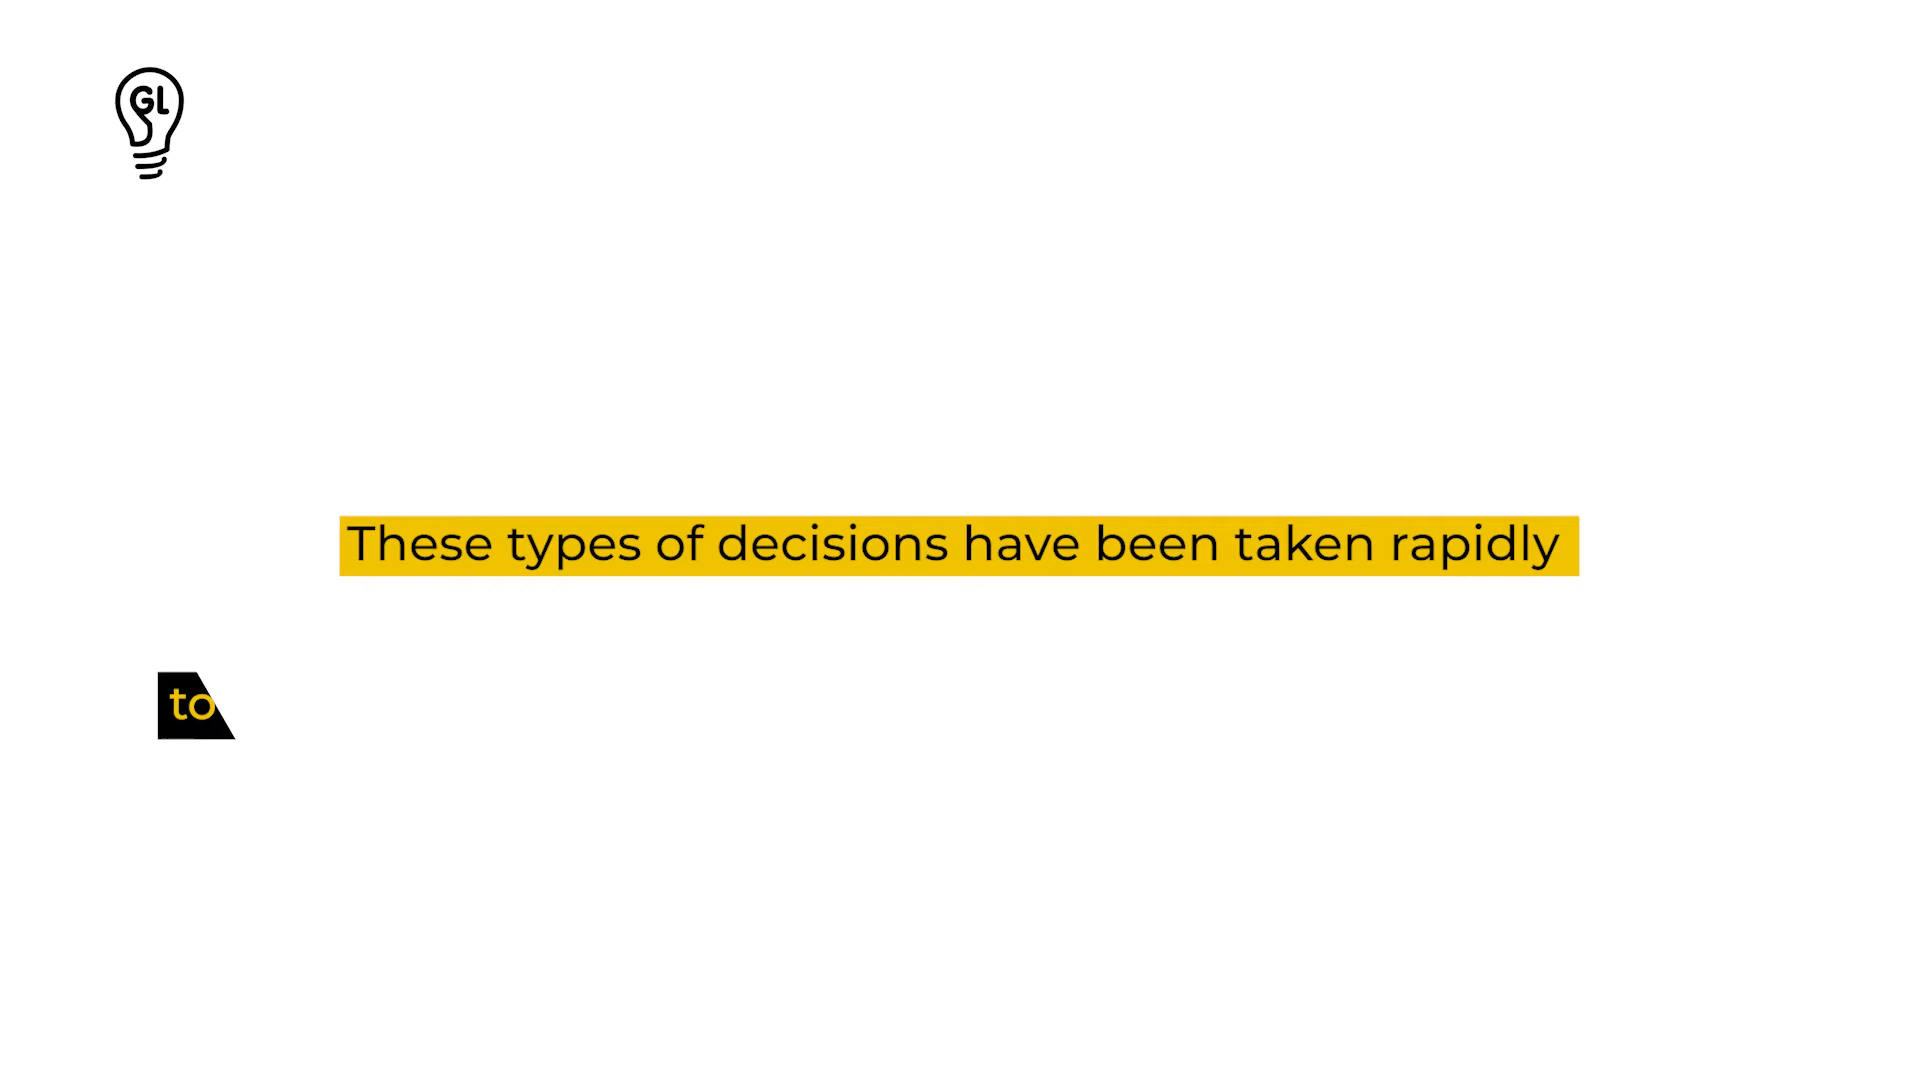 GL
These types of decisions have been taken rapidly
to